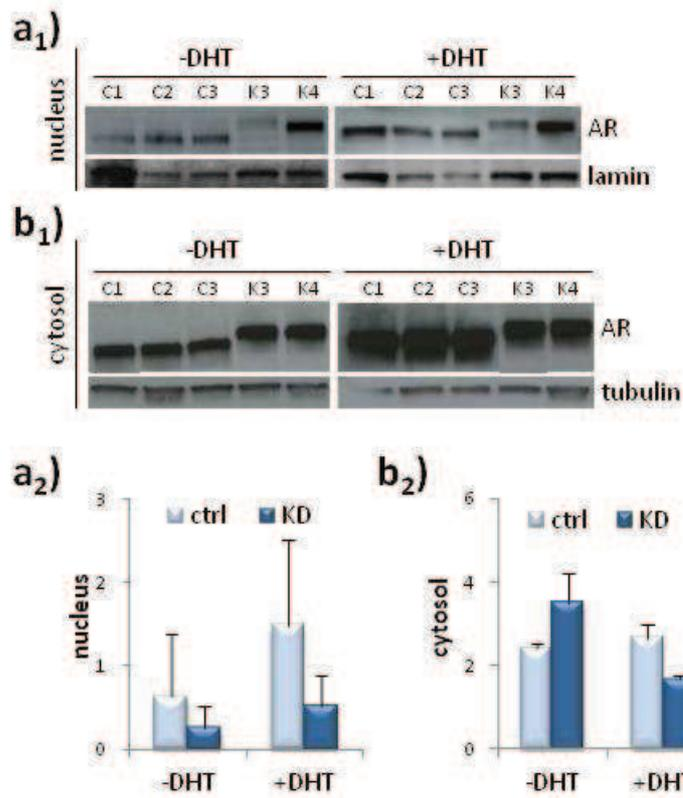 a1)
-DHT +DHT
C1 C2 C3 K3 K4 C1 C2 C3 K3 K4
nucleus
AR
lamin
b1)
-DHT +DHT
C1 C2 C3 K3 K4 C1 C2 C3 K3 K4
cytosol
AR
tubulin
a2)
3
ctrl KD
2
nucleus
1
0
-DHT +DHT
b2)
6
ctrl KD
4
cytosol
2
0
-DHT +DHT